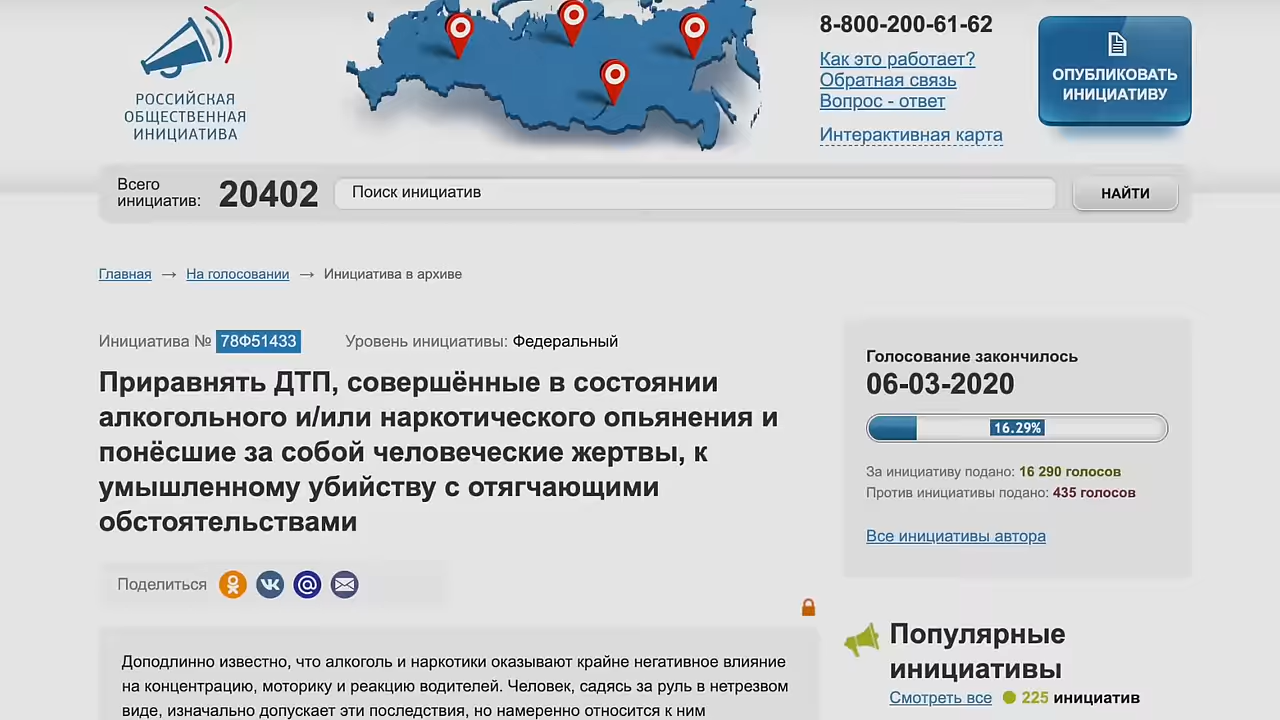 РОССИЙСКАЯ
ОБЩЕСТВЕННАЯ
ИНИЦИАТИВА
8-800-200-61-62
Как это работает?
Обратная связь
Вопрос - ответ
Интерактивная карта
ОПУБЛИКОВАТЬ
ИНИЦИАТИВУ
Всего
инициатив:
20402
Поиск инициатив
НАЙТИ
Главная → На голосовании → Инициатива в архиве
Инициатива № 78Ф51433 Уровень инициативы: Федеральный
Приравнять ДТП, совершённые в состоянии
алкогольного и/или наркотического опьянения и
понёсшие за собой человеческие жертвы, к
умышленному убийству с отягчающими
обстоятельствами
Поделиться
Доподлинно известно, что алкоголь и наркотики оказывают крайне негативное влияние
на концентрацию, моторику и реакцию водителей. Человек, садясь за руль в нетрезвом
виде, изначально допускает эти последствия, но намеренно относится к ним
Голосование закончилось
06-03-2020
16.29%
За инициативу подано: 16 290 голосов
Против инициативы подано: 435 голосов
Все инициативы автора
Популярные
инициативы
Смотреть все 225 инициатив